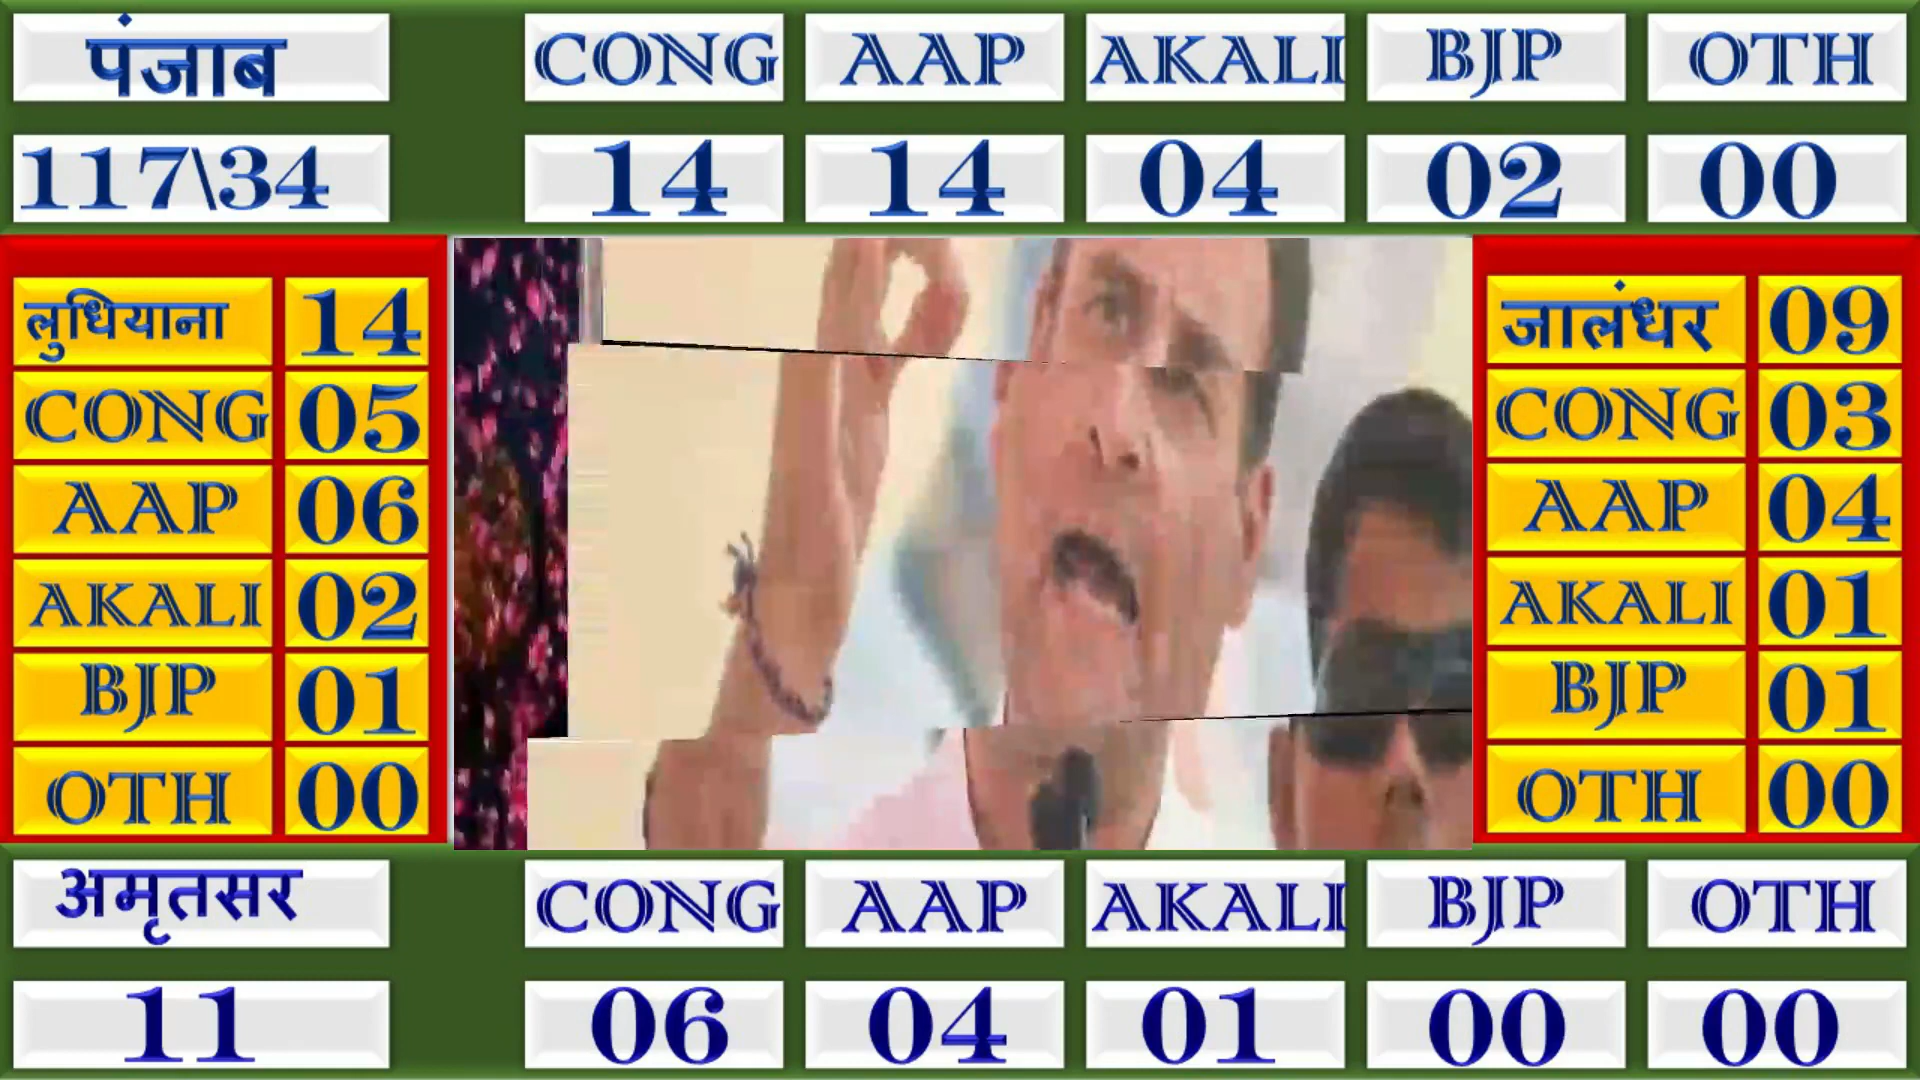 पंजाब CONG AAP AKALI BJP OTH
117\34 14 14 04 02 00
लुधियाना 14
CONG 05
AAP 06
AKALI 02
BJP 01
OTH 00
जालंधर 09
CONG 03
AAP 04
AKALI 01
BJP 01
OTH 00
अमृतसर CONG AAP AKALI BJP OTH
11 06 04 01 00 00